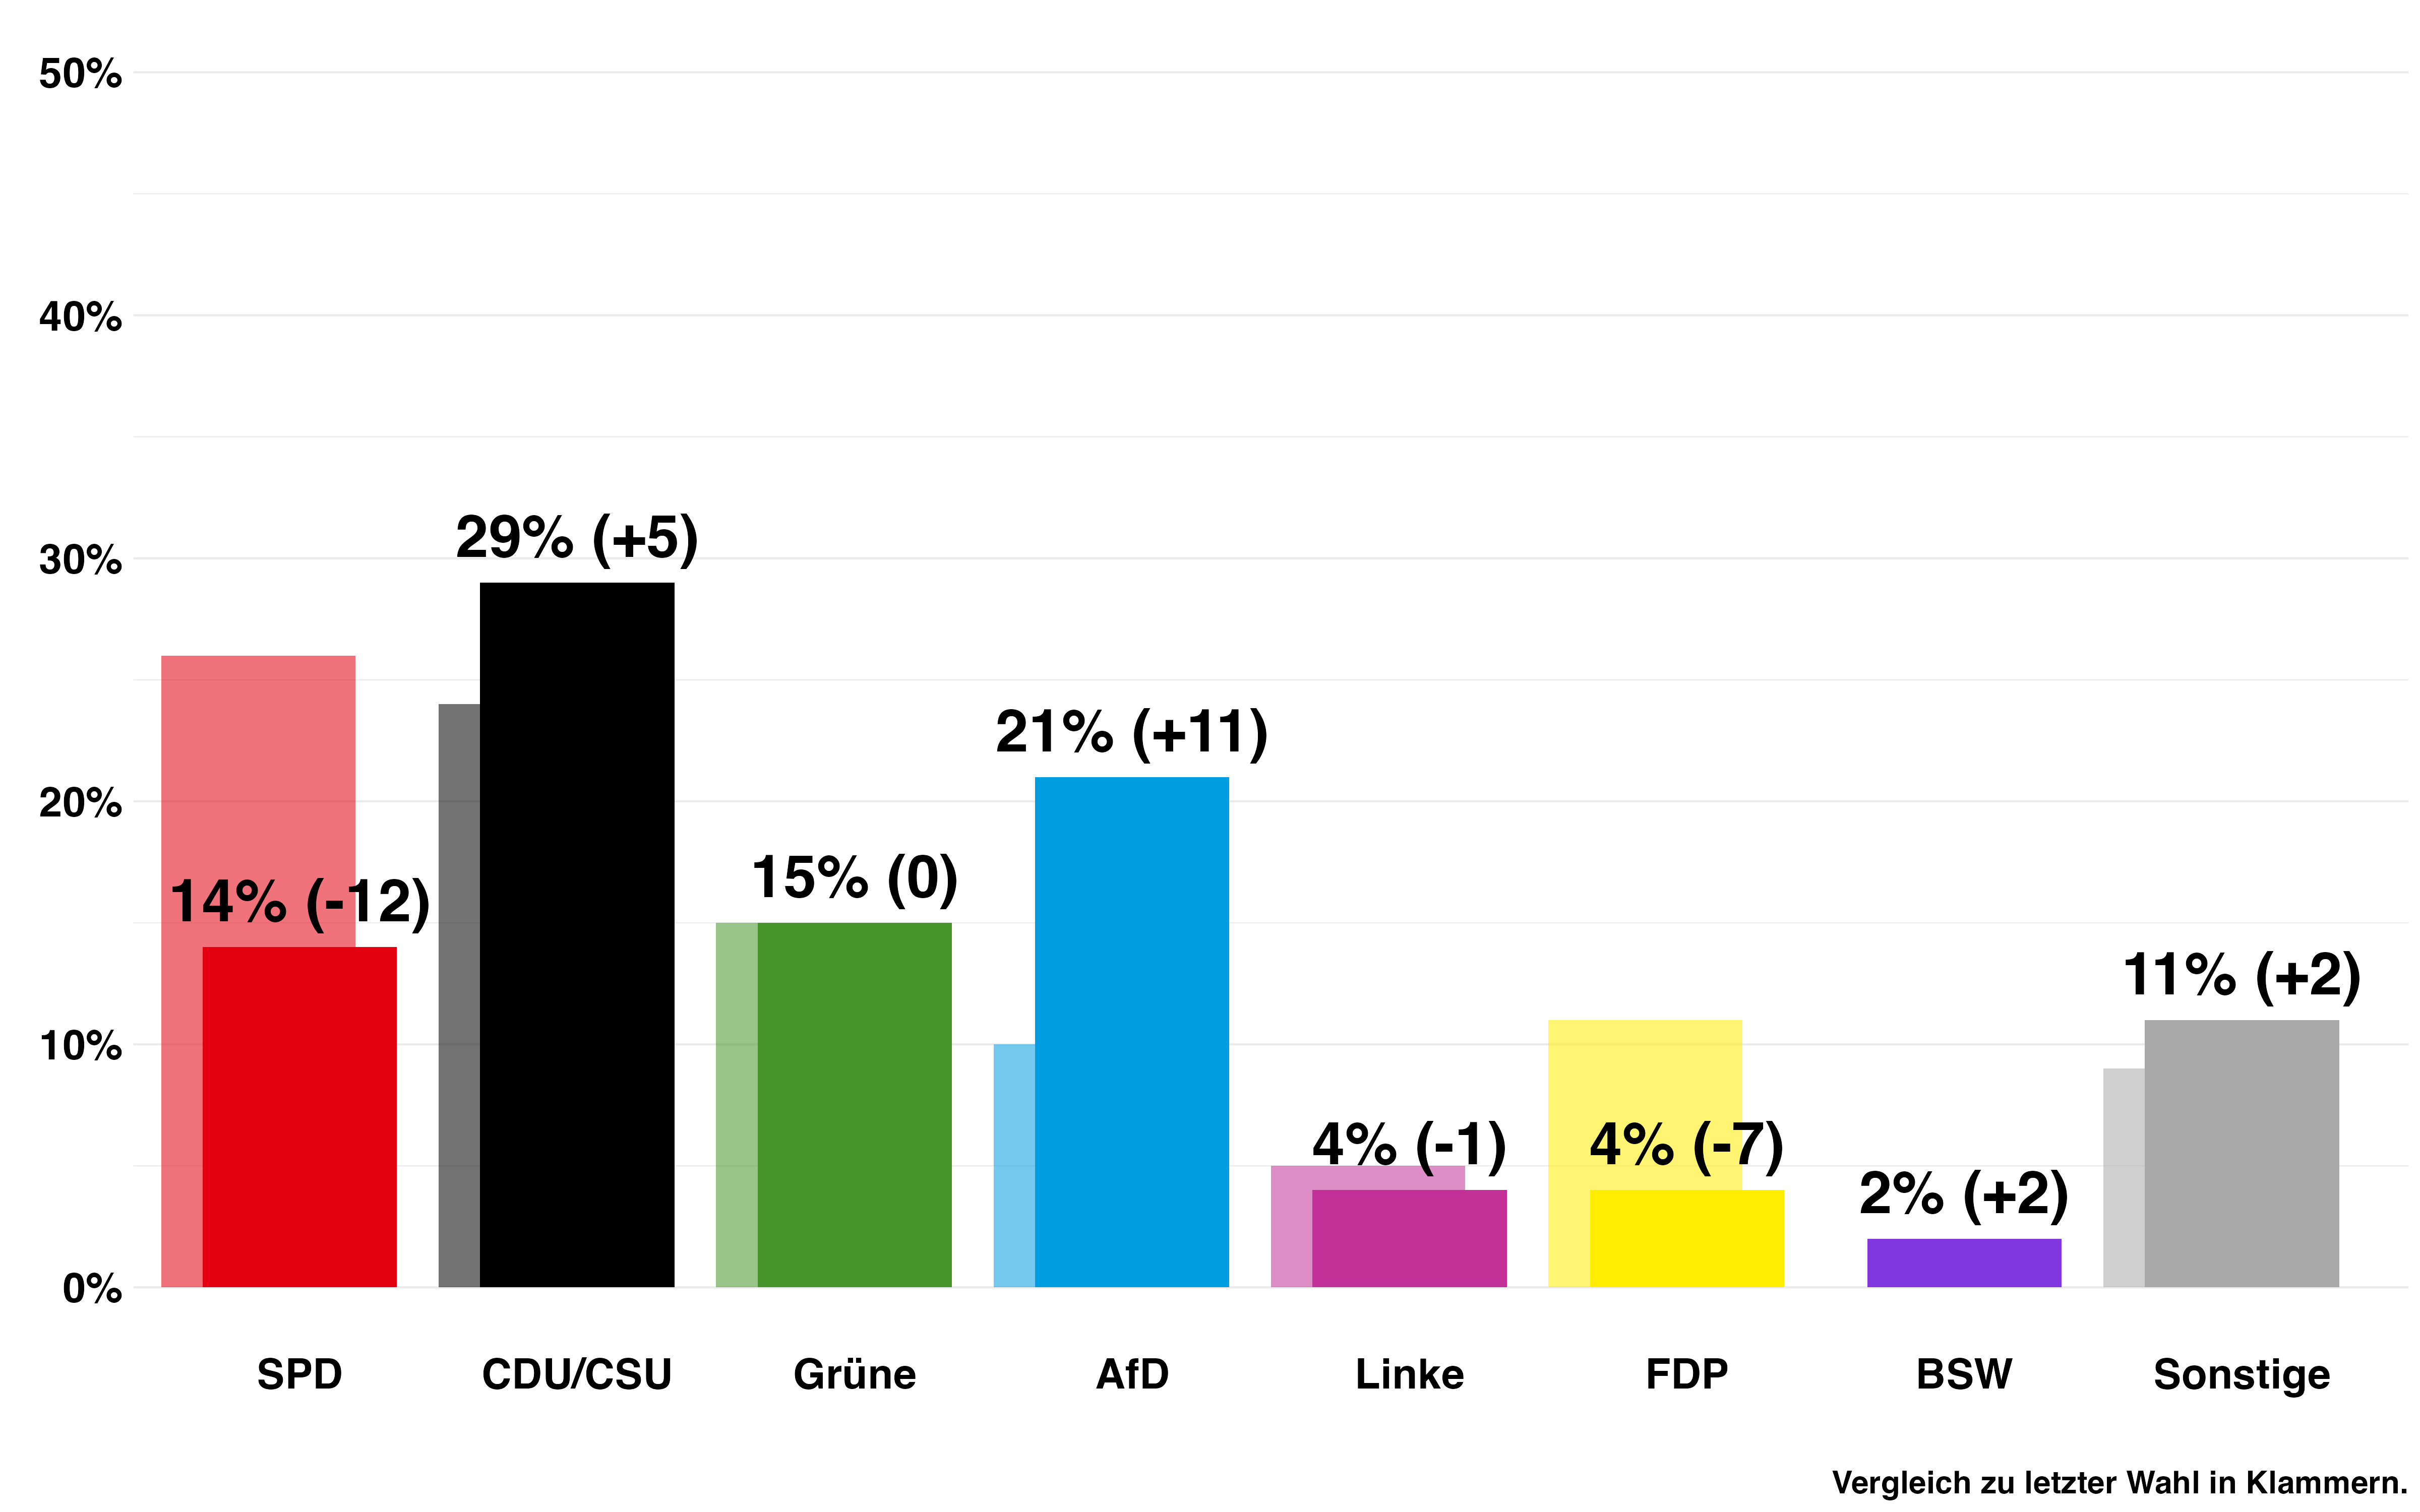 50%
40%
30%
20%
10%
0%
14% (-12)
29% (+5)
15% (0)
21% (+11)
4% (-1)
4% (-7)
2% (+2)
11% (+2)
SPD
CDU/CSU
Grüne
AfD
Linke
FDP
BSW
Sonstige
Vergleich zu letzter Wahl in Klammern.